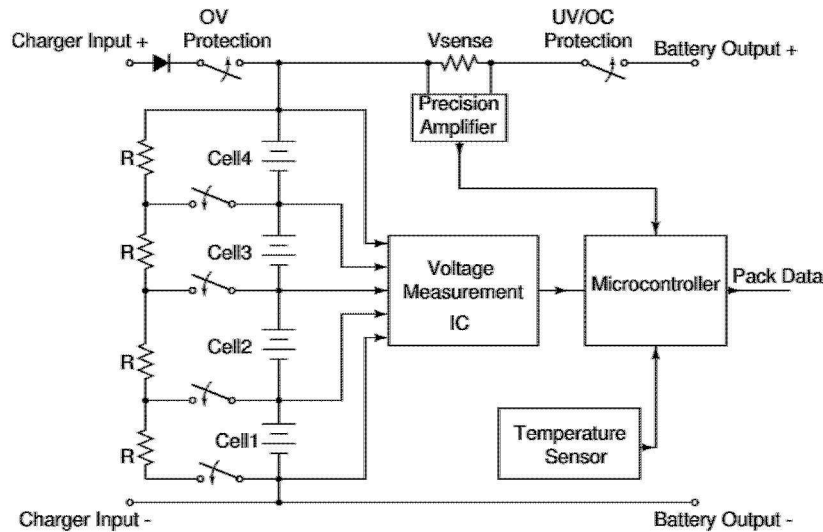 OV
Protection
UV/OC
Protection
Charger Input +
Vsense
Battery Output +
Precision
Amplifier
R
Cell4
R
Cell3
Voltage
Measurement
IC
Microcontroller
Pack Data
R
Cell2
R
Cell1
Temperature
Sensor
Charger Input -
Battery Output -